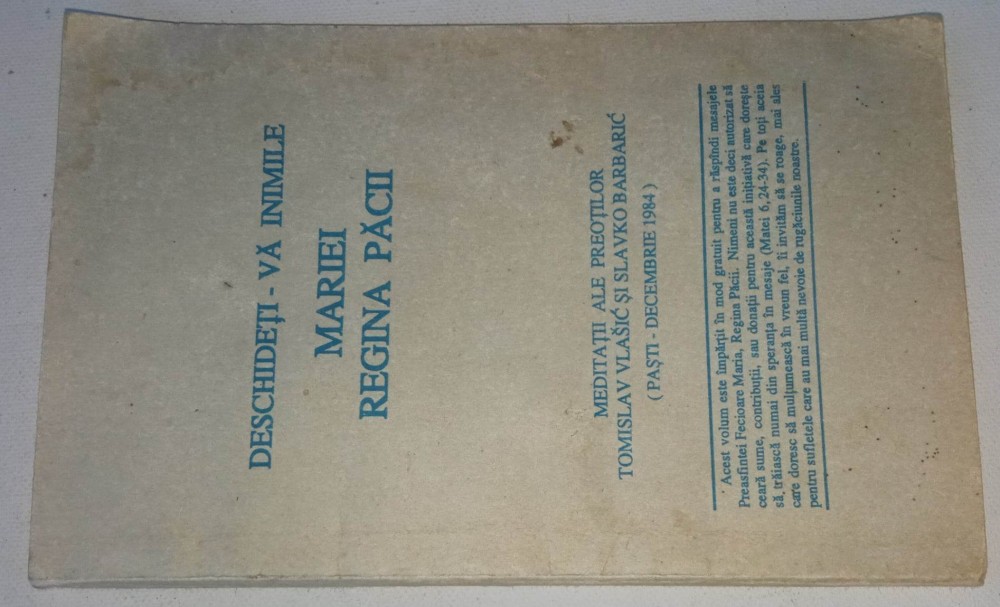 DESCHIDEȚI - VĂ INIMILE
MARIEI
REGINA PĂCII
MEDITAȚII ALE PREOȚILOR
TOMISLAV VLAŠIĆ ȘI SLAVKO BARBARIĆ
( PAȘTI - DECEMBRIE 1984 )
Acest volum este împărțit în mod gratuit pentru a răspîndi mesajele
Preasfintei Fecioare Maria, Regina Păcii. Nimeni nu este deci autorizat să
ceară sume, contribuții, sau donații pentru această inițiativă care dorește
să trăiască numai din speranța în mesaje (Matei 6,24-34). Pe toți aceia
care doresc să mulțumească în vreun fel, îi invităm să se roage, mai ales
pentru sufletele care au mai multă nevoie de rugăciunile noastre.